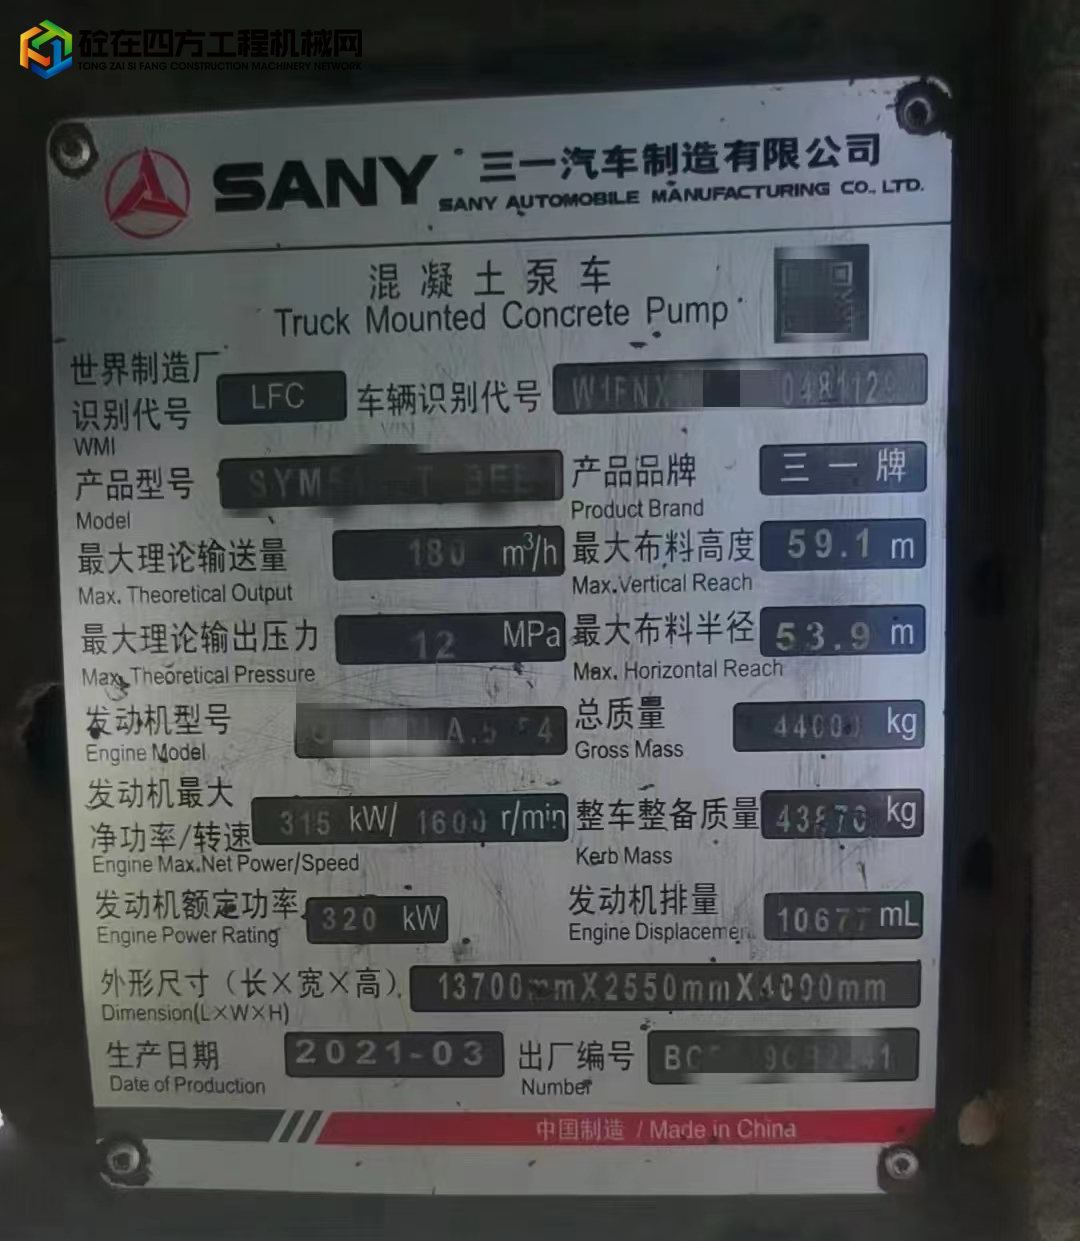 砼在四方工程机械网
TONG ZAI SI FANG CONSTRUCTION MACHINERY NETWORK
SANY 三一汽车制造有限公司
SANY AUTOMOBILE MANUFACTURING CO., LTD.
混凝土泵车
Truck Mounted Concrete Pump
世界制造厂
识别代号 LFC 车辆识别代号
WMI
产品型号 产品品牌 三一牌
Model Product Brand
最大理论输送量 180 m³/h 最大布料高度 59.1 m
Max. Theoretical Output Max.Vertical Reach
最大理论输出压力 12 MPa 最大布料半径 53.9 m
Max. Theoretical Pressure Max. Horizontal Reach
发动机型号 总质量 kg
Engine Model Gross Mass
发动机最大
净功率/转速 315 kW/ 1600 r/min 整车整备质量 kg
Engine Max.Net Power/Speed Kerb Mass
发动机额定功率 320 kW 发动机排量 10677 mL
Engine Power Rating Engine Displacement
外形尺寸（长×宽×高） 13700mmX2550mmX4000mm
Dimension(L×W×H)
生产日期 2021-03 出厂编号
Date of Production Number
中国制造 / Made in China